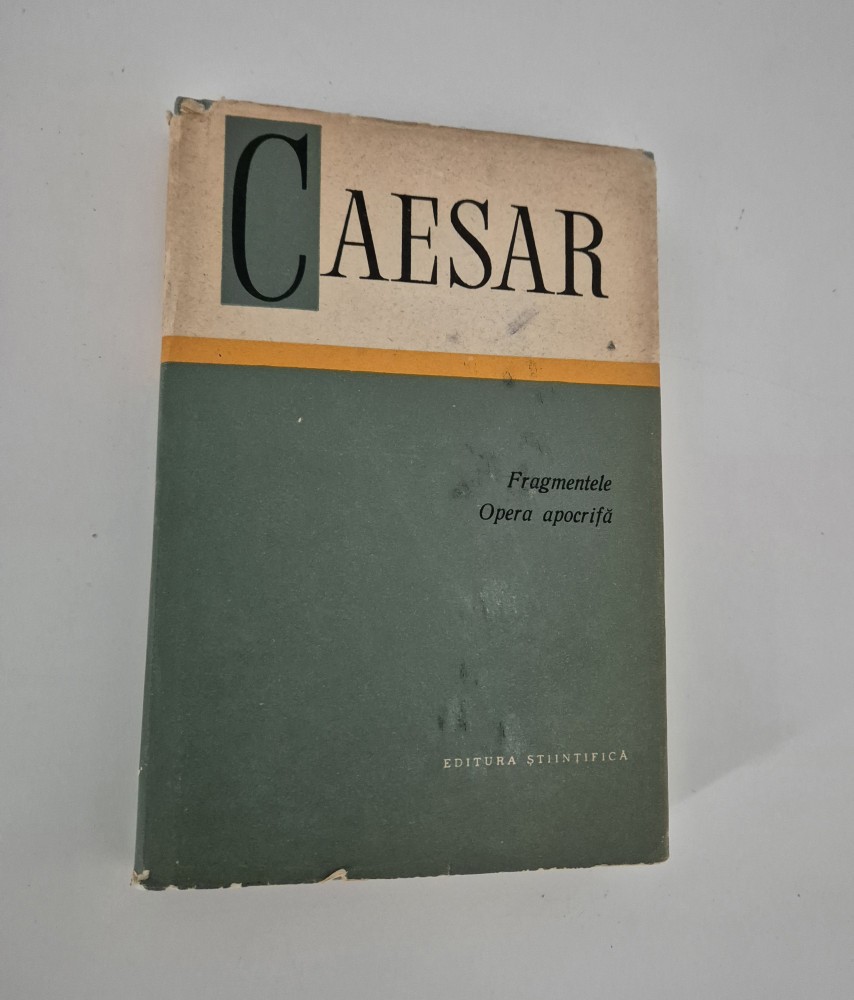 CAESAR
Fragmentele
Opera apocrifă
EDITURA ȘTIINȚIFICĂ